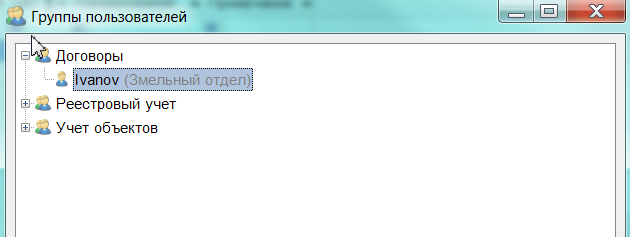 Группы пользователей
Договоры
Ivanov (Змельный отдел)
Реестровый учет
Учет объектов